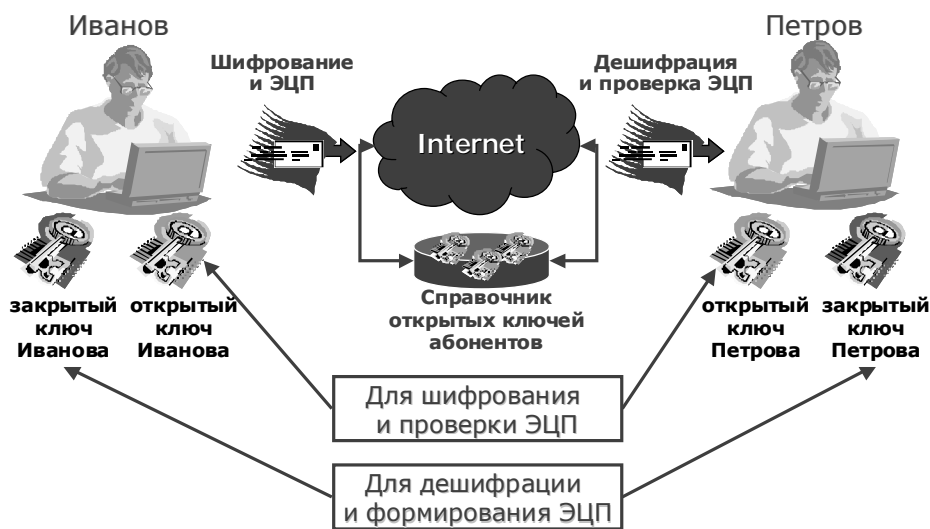 Иванов
Петров
Шифрование
и ЭЦП
Дешифрация
и проверка ЭЦП
Internet
Справочник
открытых ключей
абонентов
закрытый
ключ
Иванова
открытый
ключ
Иванова
открытый
ключ
Петрова
закрытый
ключ
Петрова
Для шифрования
и проверки ЭЦП
Для дешифрации
и формирования ЭЦП